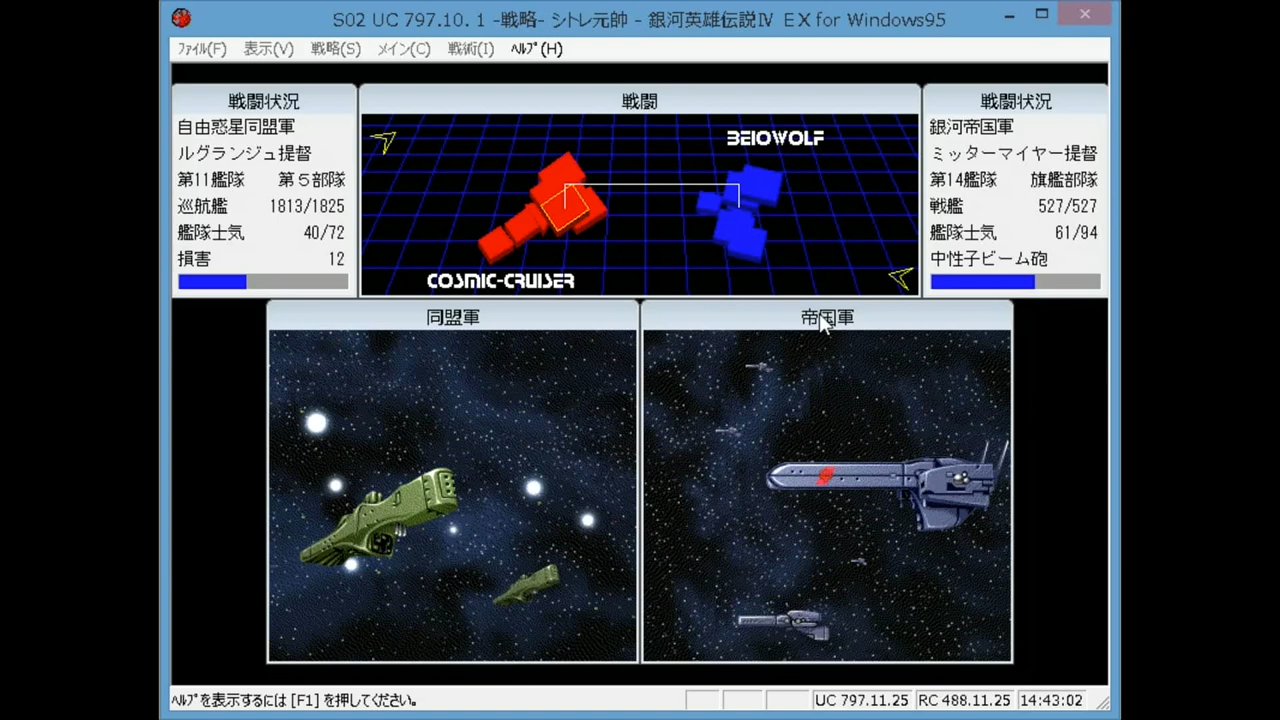 S02 UC 797.10. 1 -戦略- シトレ元帥 - 銀河英雄伝説Ⅳ EX for Windows95
ﾌｧｲﾙ(F) 表示(V) 戦略(S) メイン(C) 戦術(I) ﾍﾙﾌﾟ(H)
戦闘状況
自由惑星同盟軍
ルグランジュ提督
第11艦隊 第５部隊
巡航艦 1813/1825
艦隊士気 40/72
損害 12
戦闘
BEIOWOLF
COSMIC-CRUISER
戦闘状況
銀河帝国軍
ミッターマイヤー提督
第14艦隊 旗艦部隊
戦艦 527/527
艦隊士気 61/94
中性子ビーム砲
同盟軍
帝国軍
ﾍﾙﾌﾟを表示するには [F1] を押してください。
UC 797.11.25 RC 488.11.25 14:43:02